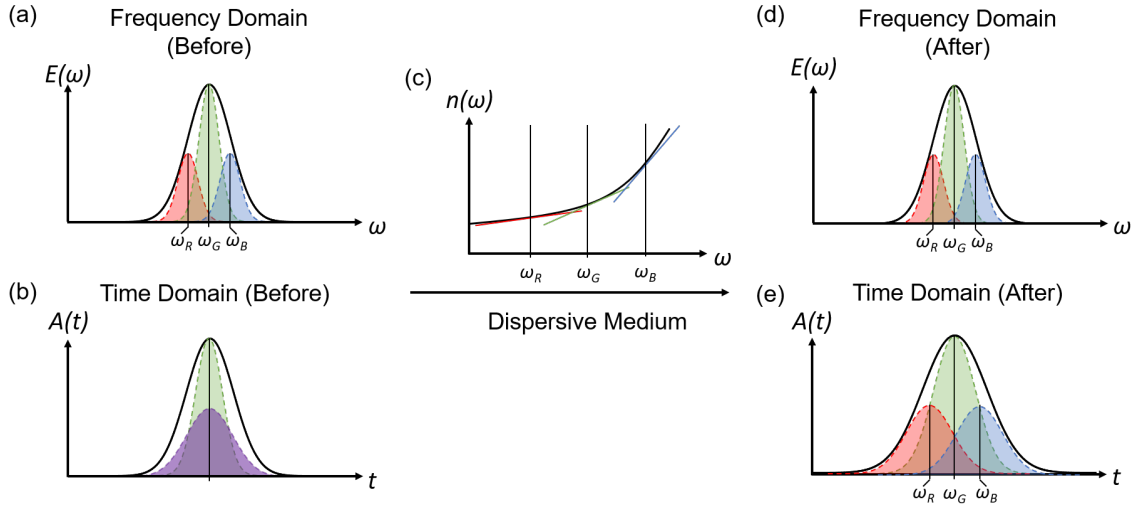 (a)
Frequency Domain
(Before)
E(ω)
ω
ω_R ω_G ω_B
(b)
Time Domain (Before)
A(t)
t
(c)
n(ω)
ω
ω_R ω_G ω_B
Dispersive Medium
(d)
Frequency Domain
(After)
E(ω)
ω
ω_R ω_G ω_B
(e)
Time Domain (After)
A(t)
t
ω_R ω_G ω_B